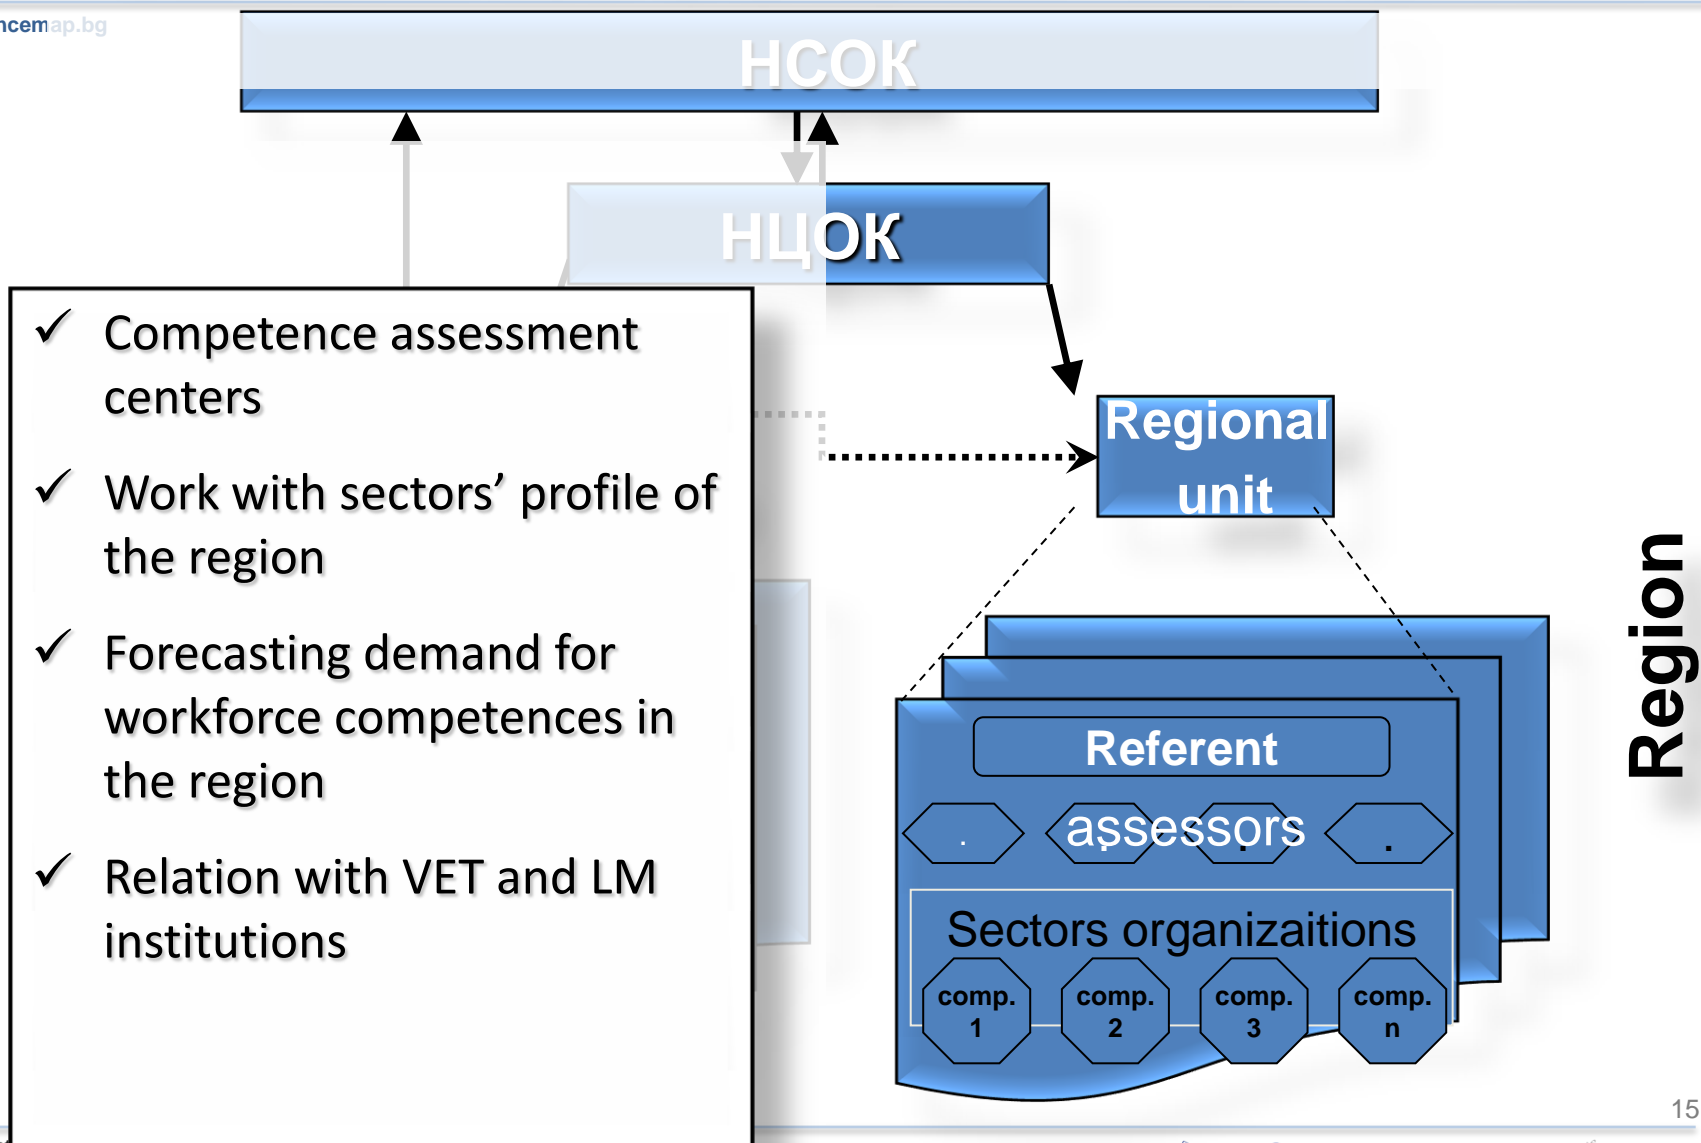 ncemap.bg
НСОК
НЦОК
✓ Competence assessment
centers
✓ Work with sectors’ profile of
the region
✓ Forecasting demand for
workforce competences in
the region
✓ Relation with VET and LM
institutions
Regional
unit
Region
Referent
assessors
. . . .
Sectors organizaitions
comp.
1
comp.
2
comp.
3
comp.
n
15